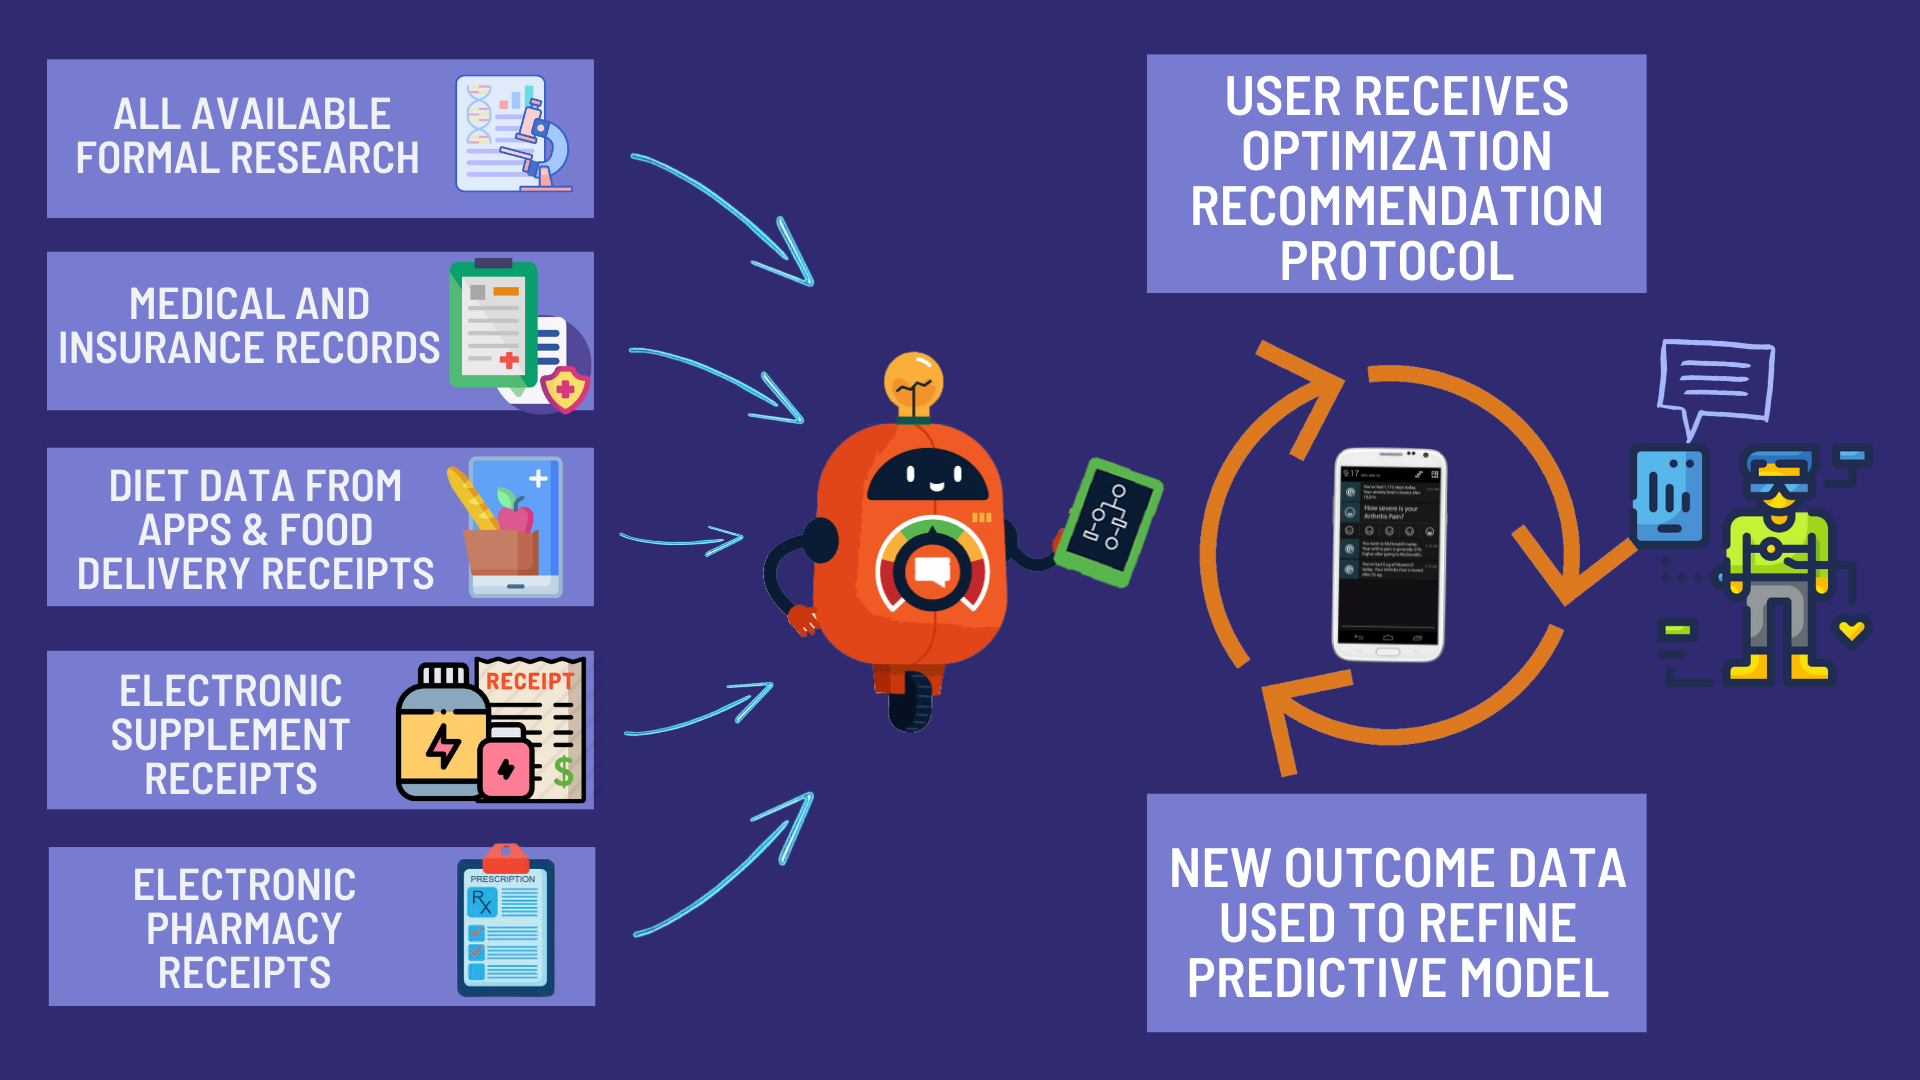 ALL AVAILABLE
FORMAL RESEARCH
MEDICAL AND
INSURANCE RECORDS
DIET DATA FROM
APPS & FOOD
DELIVERY RECEIPTS
ELECTRONIC
SUPPLEMENT
RECEIPTS
RECEIPT
$
ELECTRONIC
PHARMACY
RECEIPTS
PRESCRIPTION
Rx
USER RECEIVES
OPTIMIZATION
RECOMMENDATION
PROTOCOL
9:17
How severe is your
Arthritis Pain?
NEW OUTCOME DATA
USED TO REFINE
PREDICTIVE MODEL